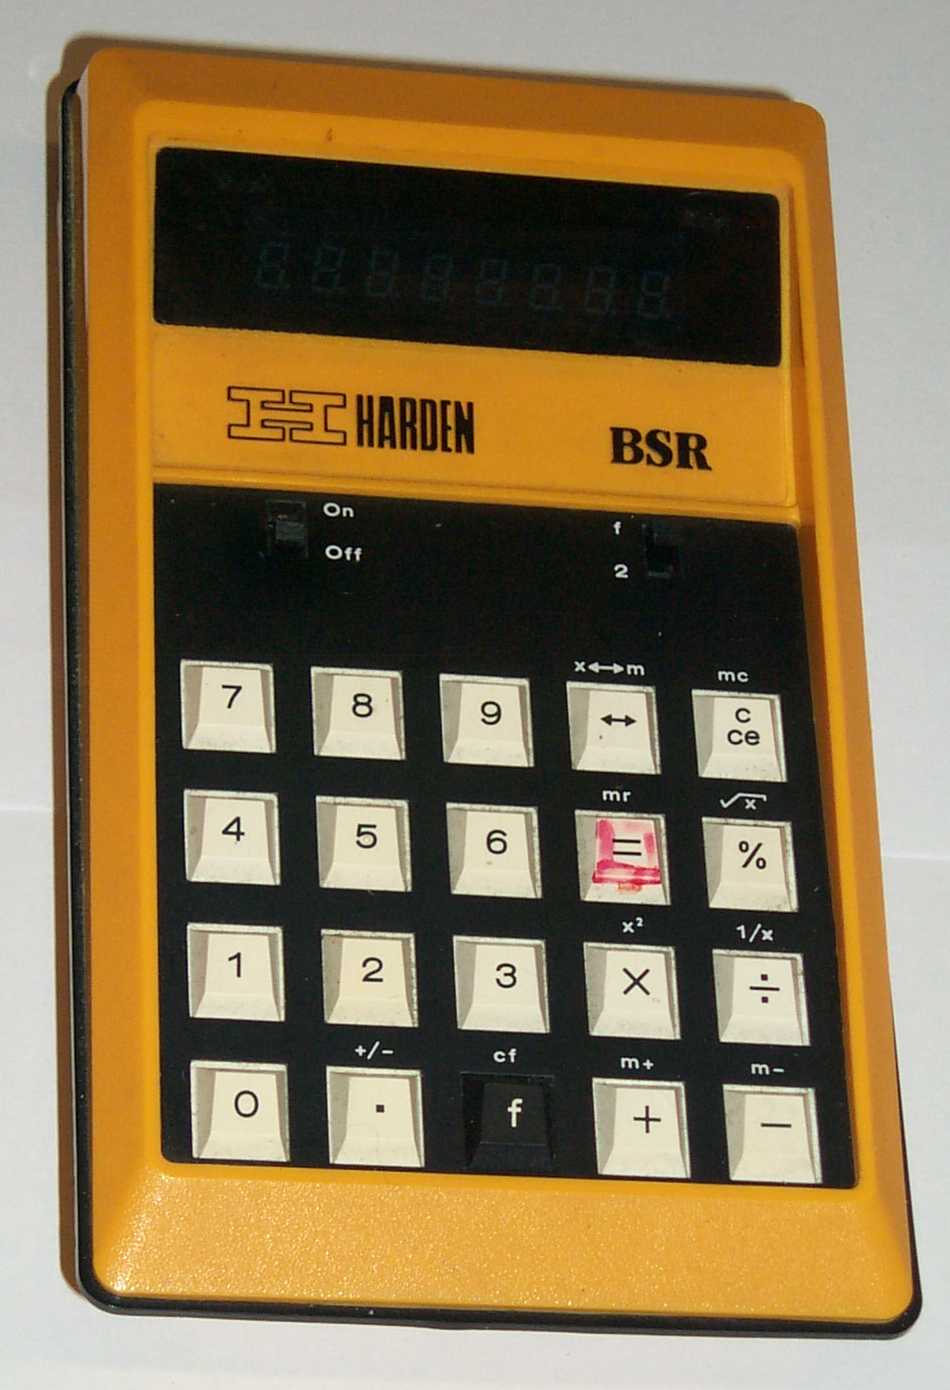 HARDEN BSR
On f
Off 2
x↔m mc
7 8 9 ↔ c
ce
mr √x
4 5 6 = %
x² 1/x
1 2 3 × ÷
+/- cf m+ m-
0 . f + −